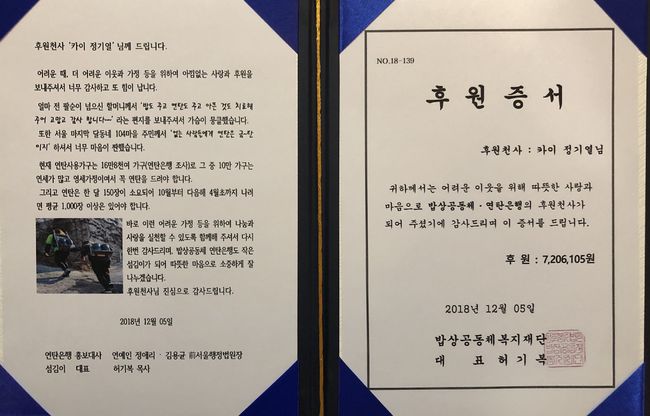 후원천사 '카이 정기열'님께 드립니다.
어려운 때, 더 어려운 이웃과 가정 등을 위하여 아낌없는 사랑과 후원을
보내주셔서 너무 감사하고 또 힘이 납니다.
얼마 전 팔순이 넘으신 할머니께서 '밥도 주고 연탄도 주고 아픈 것도 치료해
주어 고맙고 감사 합니다…' 라는 편지를 보내주셔서 가슴이 뭉클했습니다.
또한 서울 마지막 달동네 104마을 주민께서 '없는 사람들에게 연탄은 금-탄
이지' 하셔서 너무 마음이 짠했습니다.
현재 연탄사용가구는 16만8천여 가구(연탄은행 조사)로 그 중 10만 가구는
연세가 많고 영세가정이여서 꼭 연탄을 드려야 합니다.
그리고 연탄은 한 달 150장이 소요되어 10월부터 다음해 4월초까지 나려
면 평균 1,000장 이상은 있어야 합니다.
바로 이런 어려운 가정 등을 위하여 나눔과
사랑을 실천할 수 있도록 함께해 주셔서 다시
한번 감사드리며, 밥상공동체 연탄은행도 작은
섬김이가 되어 따뜻한 마음으로 소중하게 잘
나누겠습니다.
후원천사님 진심으로 감사드립니다.
2018년 12월 05일
연탄은행 홍보대사 연예인 정애리 · 김용균 前서울행정법원장
섬김이 대표 허기복 목사
NO.18-139
후원증서
후원천사 : 카이 정기열님
귀하께서는 어려운 이웃을 위해 따뜻한 사랑과
마음으로 밥상공동체·연탄은행의 후원천사가
되어 주셨기에 감사드리며 이 증서를 드립니다.
후 원 : 7,206,105원
2018년 12월 05일
밥상공동체복지재단
대 표 허기복